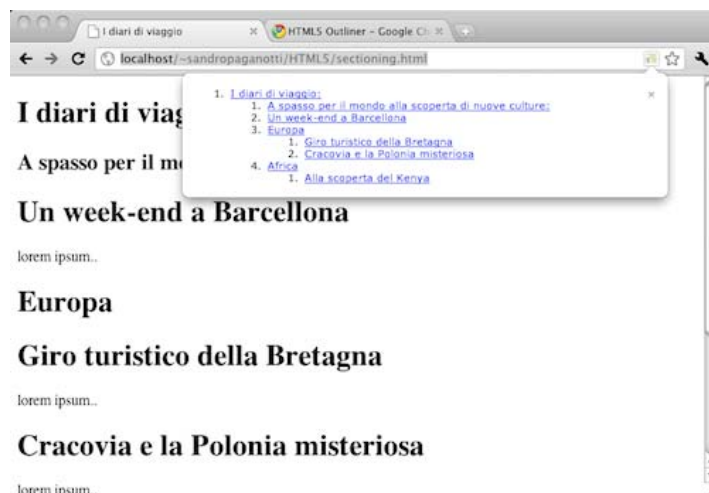 I diari di viaggio
HTML5 Outliner - Google Ch
localhost/~sandropaganotti/HTML5/sectioning.html
1. I diari di viaggio:
1. A spasso per il mondo alla scoperta di nuove culture:
2. Un week-end a Barcellona
3. Europa
1. Giro turistico della Bretagna
2. Cracovia e la Polonia misteriosa
4. Africa
1. Alla scoperta del Kenya
I diari di viag
A spasso per il m
Un week-end a Barcellona
lorem ipsum..
Europa
Giro turistico della Bretagna
lorem ipsum..
Cracovia e la Polonia misteriosa
lorem ipsum..